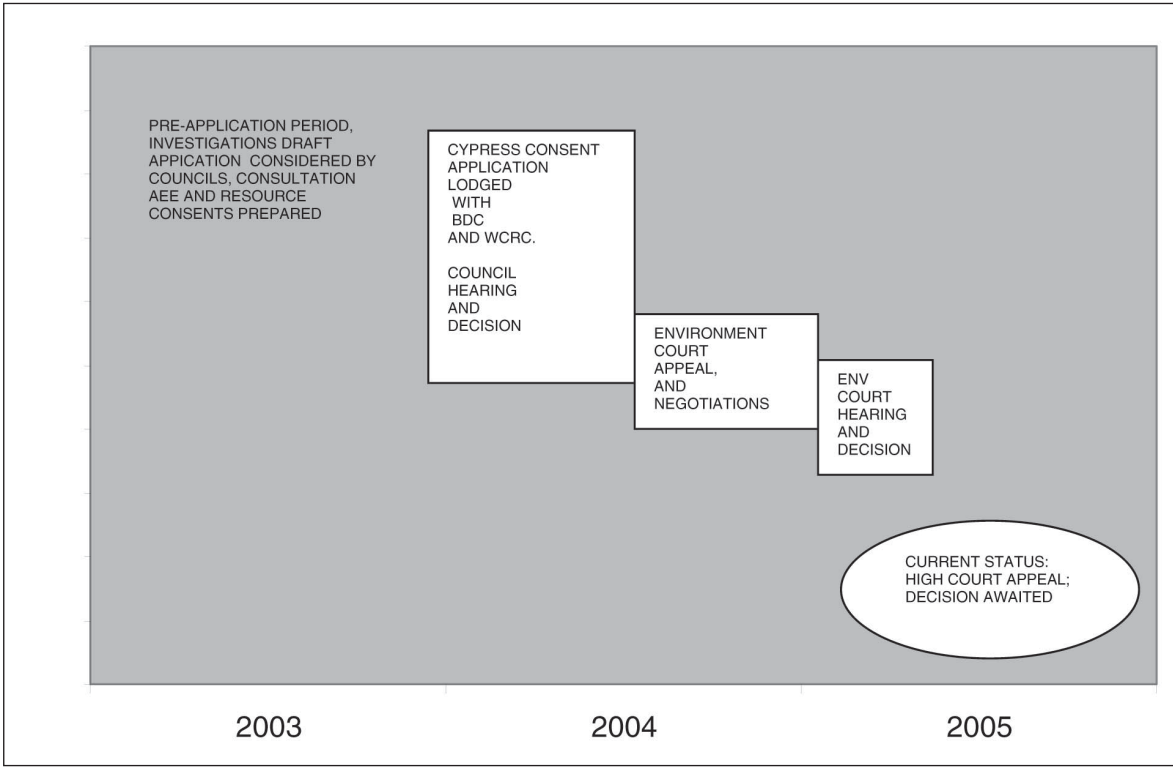 PRE-APPLICATION PERIOD,
INVESTIGATIONS DRAFT
APPICATION CONSIDERED BY
COUNCILS, CONSULTATION
AEE AND RESOURCE
CONSENTS PREPARED
CYPRESS CONSENT
APPLICATION
LODGED
WITH
BDC
AND WCRC.
COUNCIL
HEARING
AND
DECISION
ENVIRONMENT
COURT
APPEAL,
AND
NEGOTIATIONS
ENV
COURT
HEARING
AND
DECISION
CURRENT STATUS:
HIGH COURT APPEAL;
DECISION AWAITED
2003
2004
2005